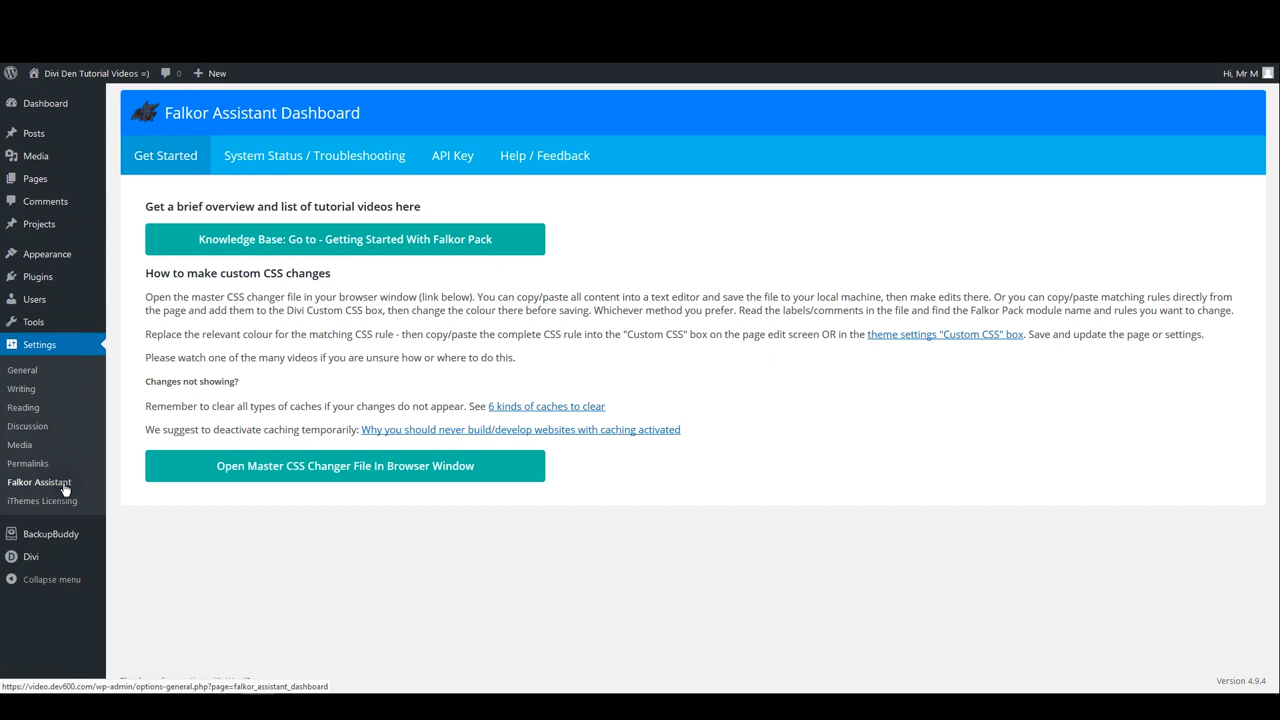 Divi Den Tutorial Videos =)
0
New
Hi, Mr M
Dashboard
Posts
Media
Pages
Comments
Projects
Appearance
Plugins
Users
Tools
Settings
General
Writing
Reading
Discussion
Media
Permalinks
Falkor Assistant
iThemes Licensing
BackupBuddy
Divi
Collapse menu
Falkor Assistant Dashboard
Get Started
System Status / Troubleshooting
API Key
Help / Feedback
Get a brief overview and list of tutorial videos here
Knowledge Base: Go to - Getting Started With Falkor Pack
How to make custom CSS changes
Open the master CSS changer file in your browser window (link below). You can copy/paste all content into a text editor and save the file to your local machine, then make edits there. Or you can copy/paste matching rules directly from
the page and add them to the Divi Custom CSS box, then change the colour there before saving. Whichever method you prefer. Read the labels/comments in the file and find the Falkor Pack module name and rules you want to change.
Replace the relevant colour for the matching CSS rule - then copy/paste the complete CSS rule into the "Custom CSS" box on the page edit screen OR in the theme settings "Custom CSS" box. Save and update the page or settings.
Please watch one of the many videos if you are unsure how or where to do this.
Changes not showing?
Remember to clear all types of caches if your changes do not appear. See 6 kinds of caches to clear
We suggest to deactivate caching temporarily: Why you should never build/develop websites with caching activated
Open Master CSS Changer File In Browser Window
https://video.dev600.com/wp-admin/options-general.php?page=falkor_assistant_dashboard
Version 4.9.4